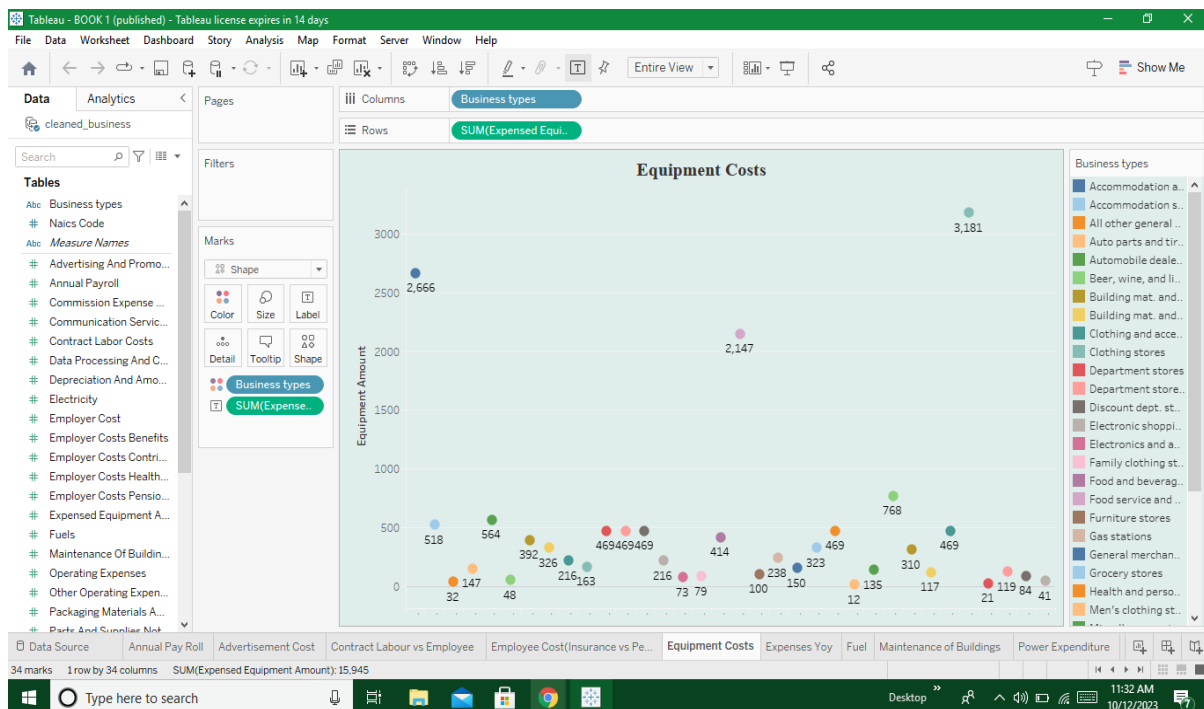 Tableau - BOOK 1 (published) - Tableau license expires in 14 days
File Data Worksheet Dashboard Story Analysis Map Format Server Window Help
Entire View
Show Me
Data Analytics
cleaned_business
Search
Tables
Abc Business types
# Naics Code
Abc Measure Names
# Advertising And Promo...
# Annual Payroll
# Commission Expense ...
# Communication Servic...
# Contract Labor Costs
# Data Processing And C...
# Depreciation And Amo...
# Electricity
# Employer Cost
# Employer Costs Benefits
# Employer Costs Contri...
# Employer Costs Health...
# Employer Costs Pensio...
# Expensed Equipment A...
# Fuels
# Maintenance Of Buildin...
# Operating Expenses
# Other Operating Expen...
# Packaging Materials A...
# Parts And Supplies Not
Pages
Filters
Marks
Shape
Color Size Label
Detail Tooltip Shape
Business types
SUM(Expense..
Columns Business types
Rows SUM(Expensed Equi..
Equipment Costs
Equipment Amount
3000
2500
2000
1500
1000
500
0
2,666
518
32
147
564
48
392
326
216
163
469
469
469
216
73
79
414
2,147
100
238
150
323
469
12
135
768
310
117
469
3,181
21
119
84
41
Business types
Accommodation a..
Accommodation s..
All other general ..
Auto parts and tir..
Automobile deale..
Beer, wine, and li..
Building mat. and..
Building mat. and..
Clothing and acce..
Clothing stores
Department stores
Department store..
Discount dept. st..
Electronic shoppi..
Electronics and a..
Family clothing st..
Food and beverag..
Food service and ..
Furniture stores
Gas stations
General merchan..
Grocery stores
Health and perso..
Men's clothing st..
Data Source Annual Pay Roll Advertisement Cost Contract Labour vs Employee Employee Cost(Insurance vs Pe... Equipment Costs Expenses Yoy Fuel Maintenance of Buildings Power Expenditure
34 marks 1 row by 34 columns SUM(Expensed Equipment Amount): 15,945
Type here to search
Desktop
11:32 AM
10/12/2023
7